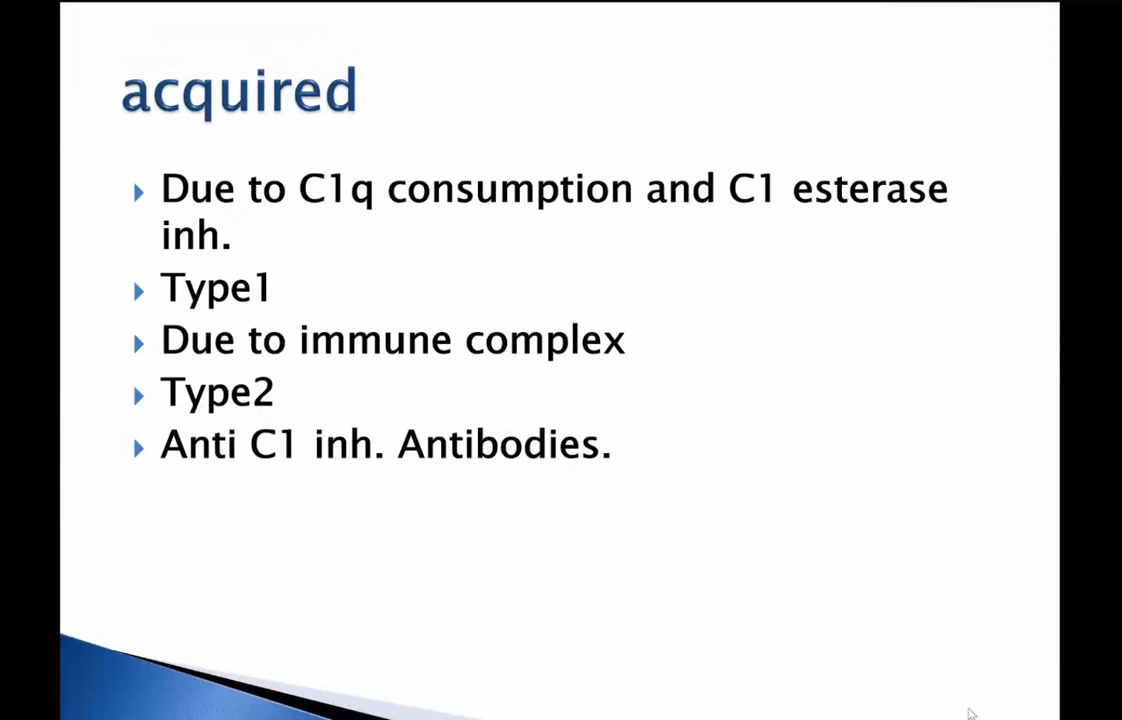 acquired
Due to C1q consumption and C1 esterase
inh.
Type1
Due to immune complex
Type2
Anti C1 inh. Antibodies.